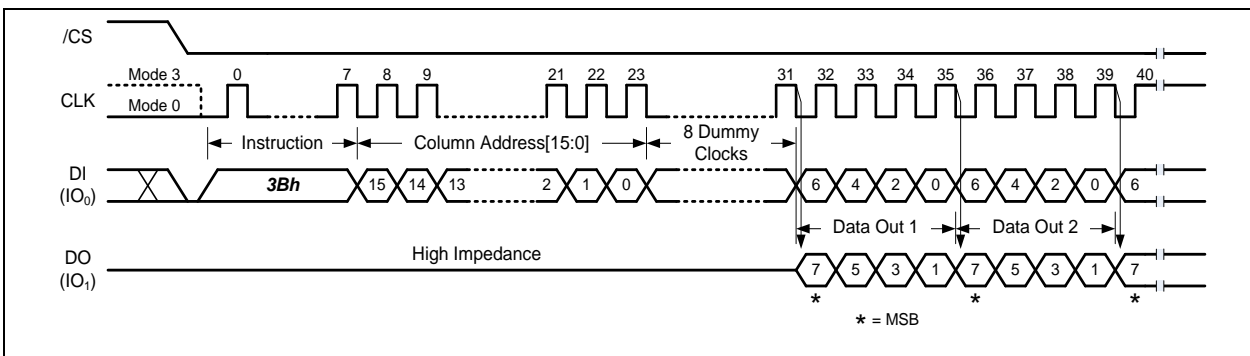 /CS
Mode 3 0 7 8 9 21 22 23 31 32 33 34 35 36 37 38 39 40
CLK
Mode 0
Instruction Column Address[15:0] 8 Dummy
Clocks
DI
(IO0)
3Bh 15 14 13 2 1 0 6 4 2 0 6 4 2 0 6
Data Out 1 Data Out 2
DO
(IO1)
High Impedance
7 5 3 1 7 5 3 1 7
* * *
* = MSB